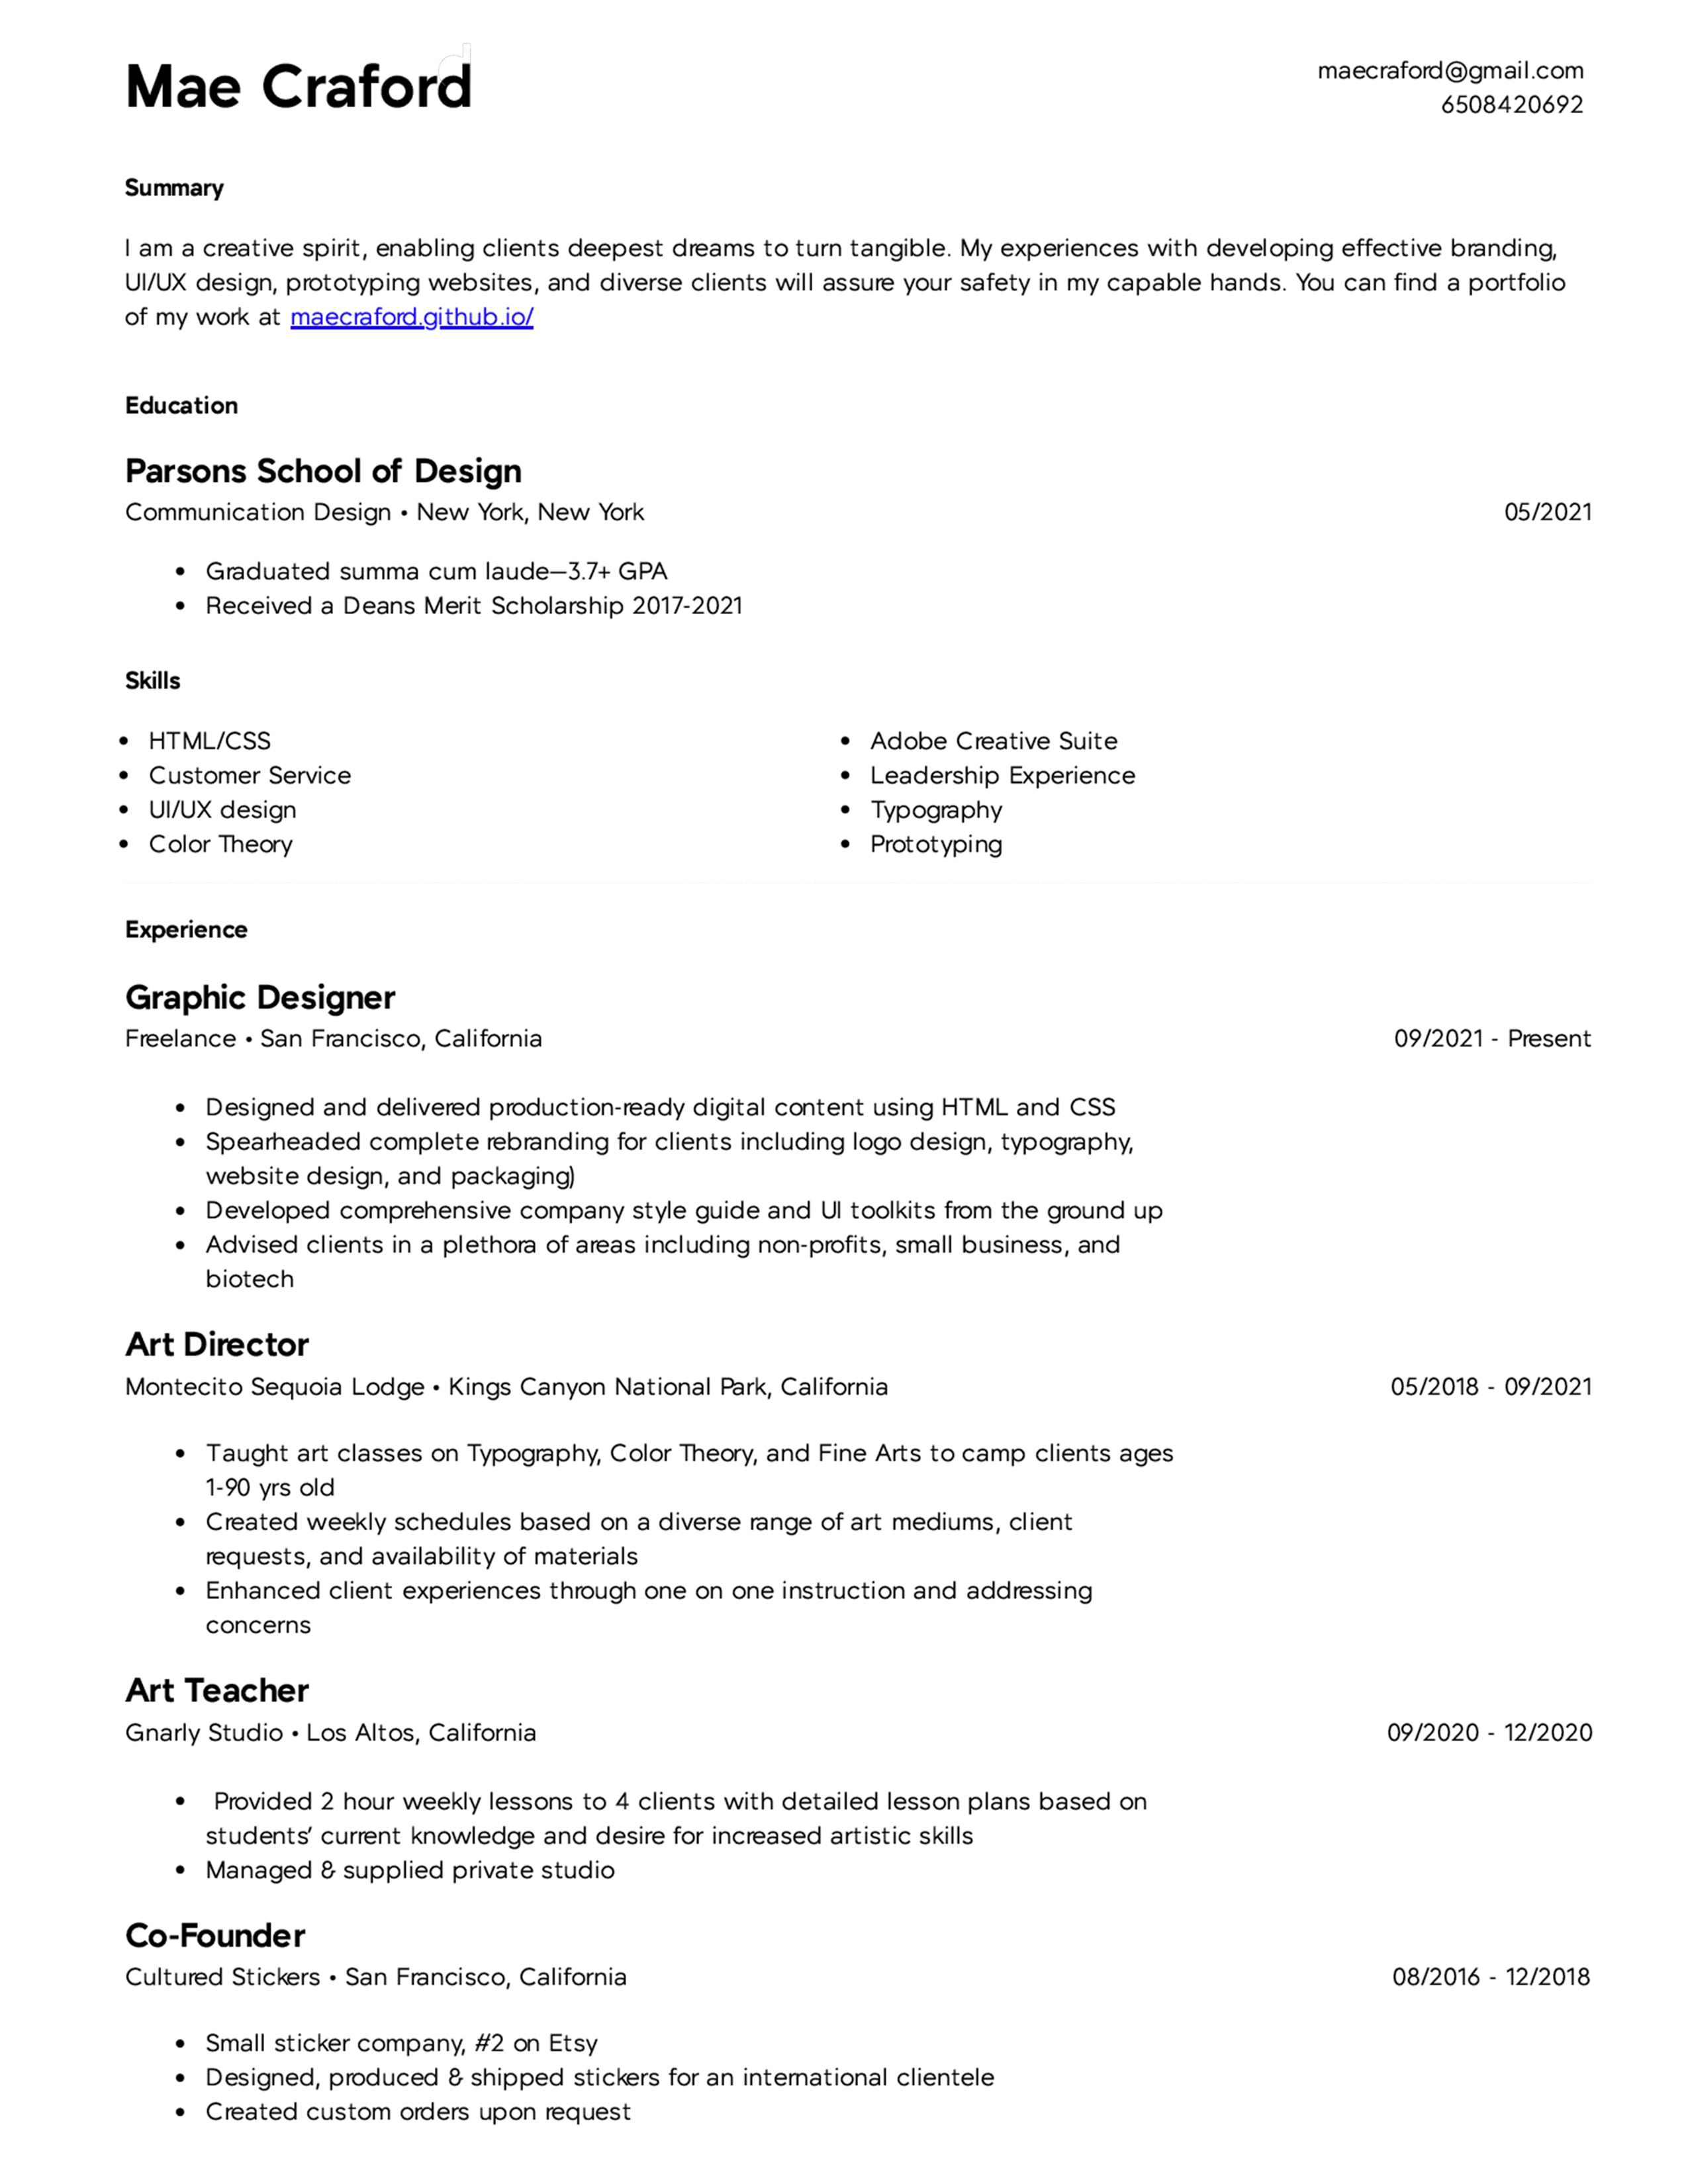 Mae Craford
maecraford@gmail.com
6508420692
Summary
I am a creative spirit, enabling clients deepest dreams to turn tangible. My experiences with developing effective branding,
UI/UX design, prototyping websites, and diverse clients will assure your safety in my capable hands. You can find a portfolio
of my work at maecraford.github.io/
Education
Parsons School of Design
Communication Design • New York, New York 05/2021
• Graduated summa cum laude—3.7+ GPA
• Received a Deans Merit Scholarship 2017-2021
Skills
• HTML/CSS
• Customer Service
• UI/UX design
• Color Theory
• Adobe Creative Suite
• Leadership Experience
• Typography
• Prototyping
Experience
Graphic Designer
Freelance • San Francisco, California 09/2021 - Present
• Designed and delivered production-ready digital content using HTML and CSS
• Spearheaded complete rebranding for clients including logo design, typography,
website design, and packaging)
• Developed comprehensive company style guide and UI toolkits from the ground up
• Advised clients in a plethora of areas including non-profits, small business, and
biotech
Art Director
Montecito Sequoia Lodge • Kings Canyon National Park, California 05/2018 - 09/2021
• Taught art classes on Typography, Color Theory, and Fine Arts to camp clients ages
1-90 yrs old
• Created weekly schedules based on a diverse range of art mediums, client
requests, and availability of materials
• Enhanced client experiences through one on one instruction and addressing
concerns
Art Teacher
Gnarly Studio • Los Altos, California 09/2020 - 12/2020
• Provided 2 hour weekly lessons to 4 clients with detailed lesson plans based on
students’ current knowledge and desire for increased artistic skills
• Managed & supplied private studio
Co-Founder
Cultured Stickers • San Francisco, California 08/2016 - 12/2018
• Small sticker company, #2 on Etsy
• Designed, produced & shipped stickers for an international clientele
• Created custom orders upon request